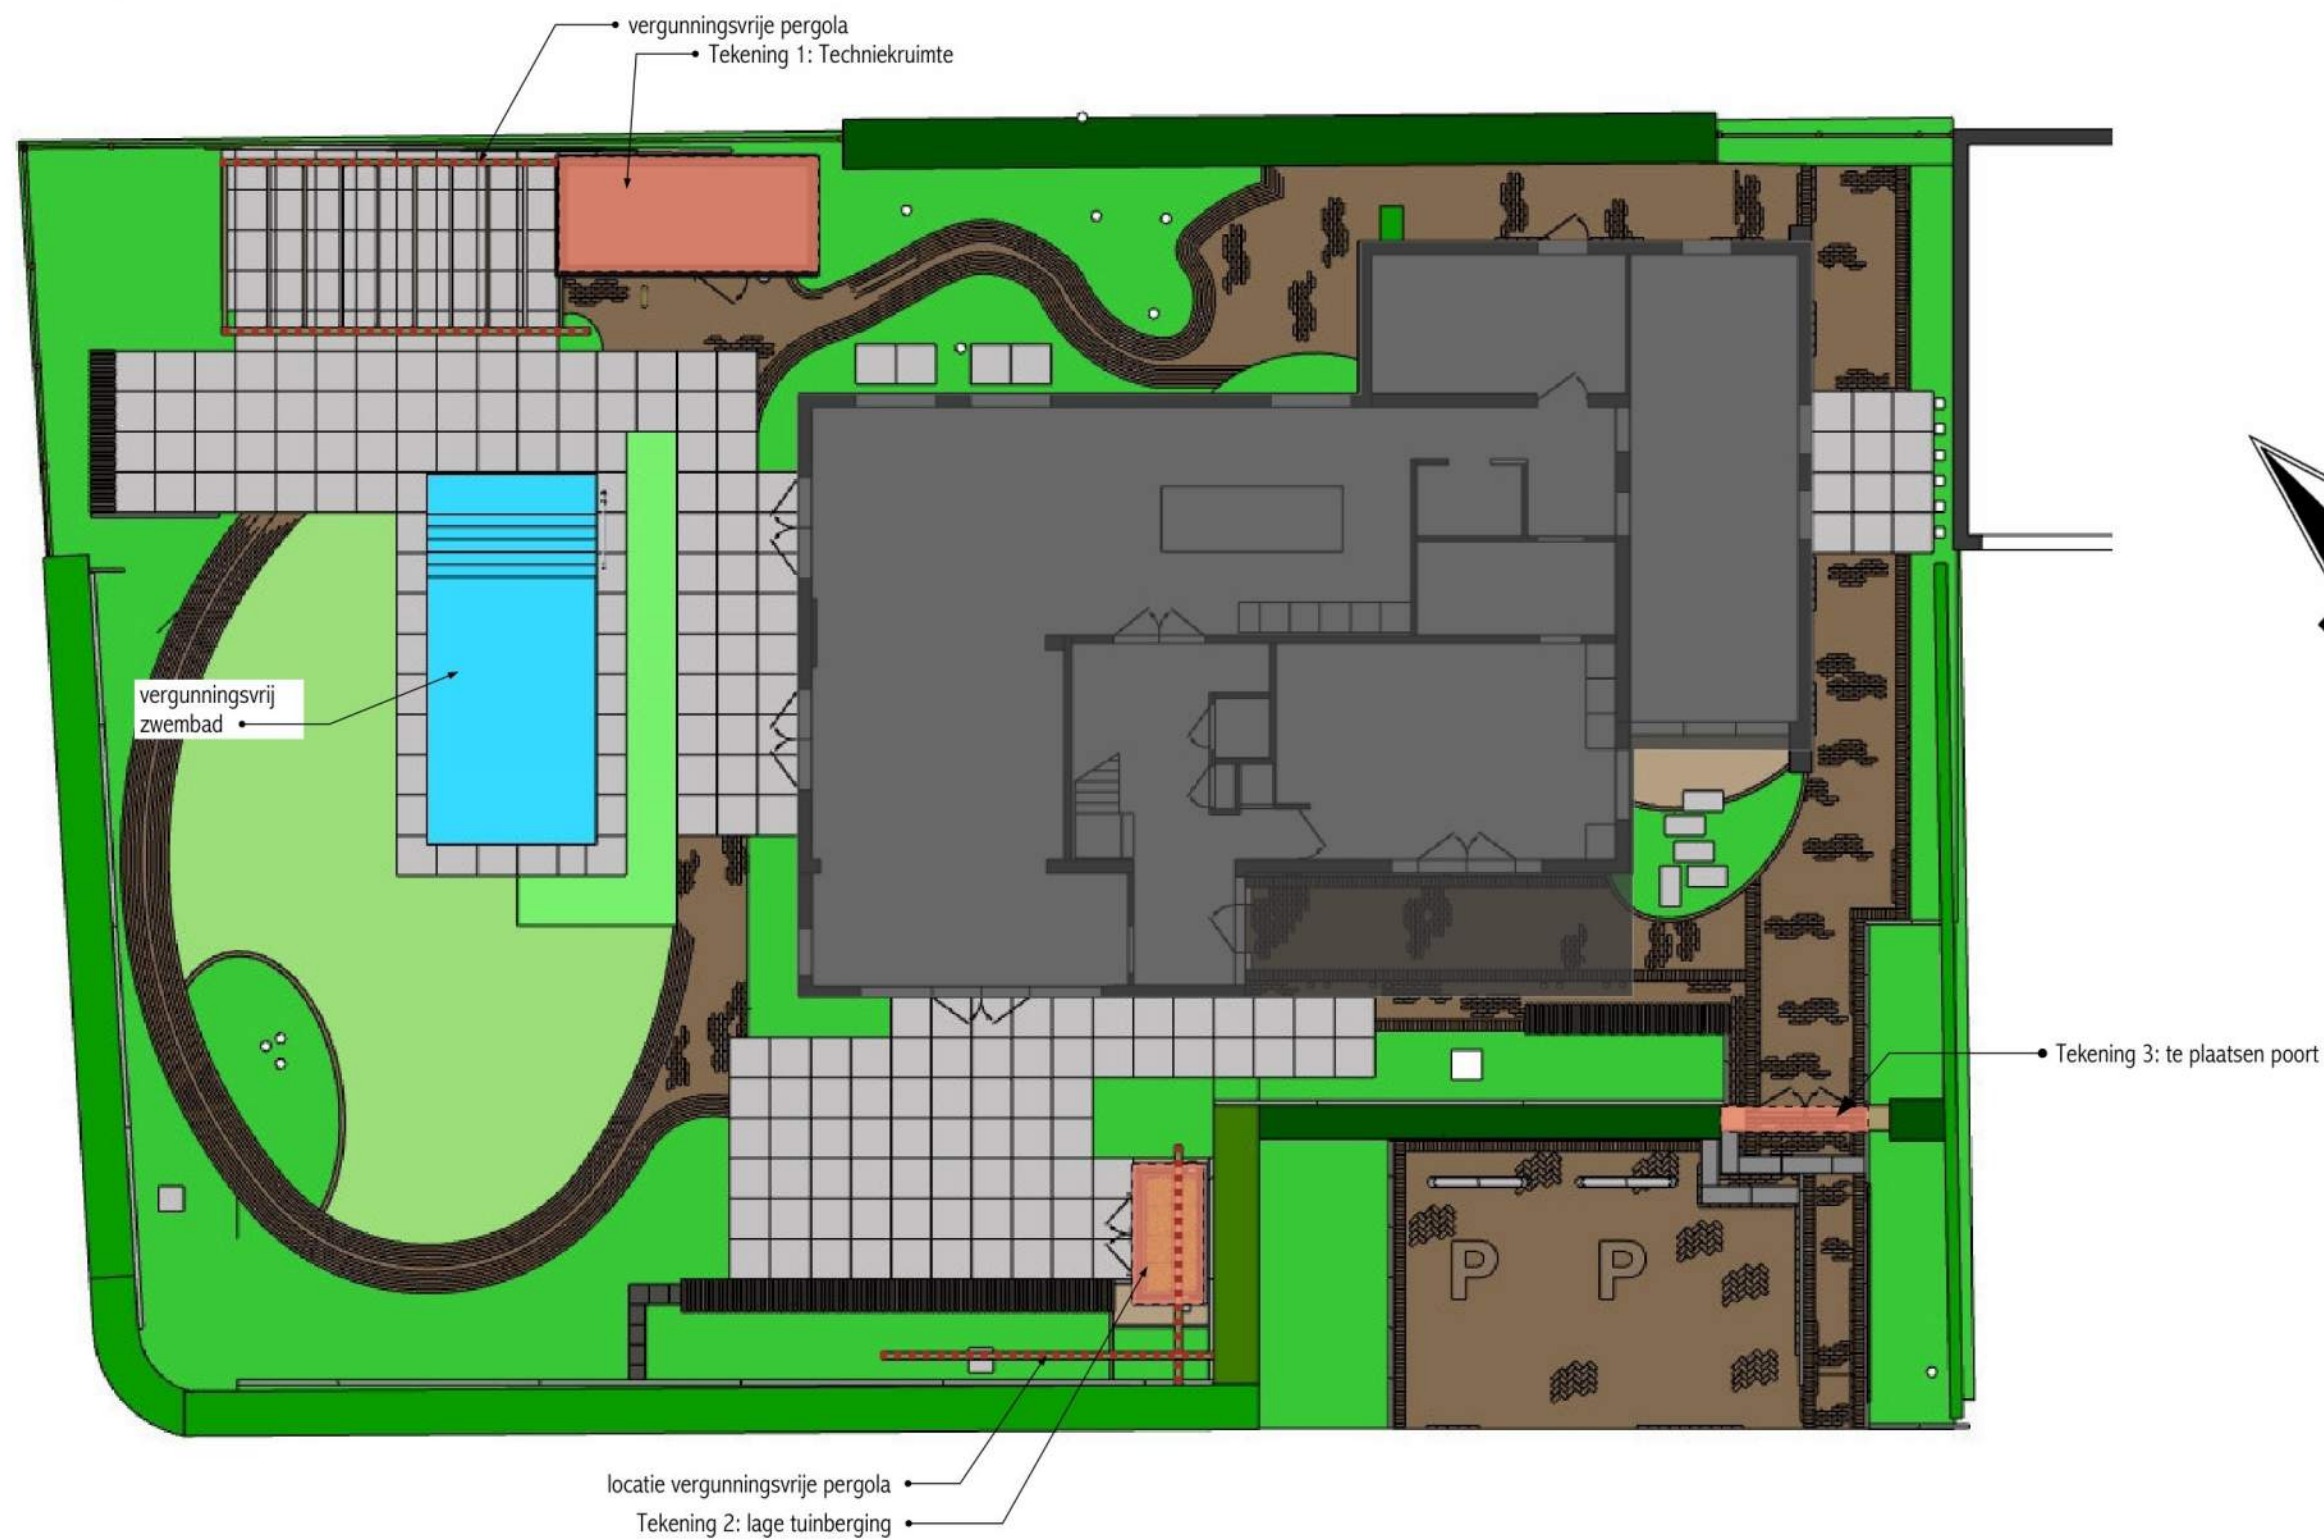 vergunningsvrije pergola
Tekening 1: Techniekruimte
vergunningsvrij
zwembad
Tekening 3: te plaatsen poort
P P
locatie vergunningsvrije pergola
Tekening 2: lage tuinberging